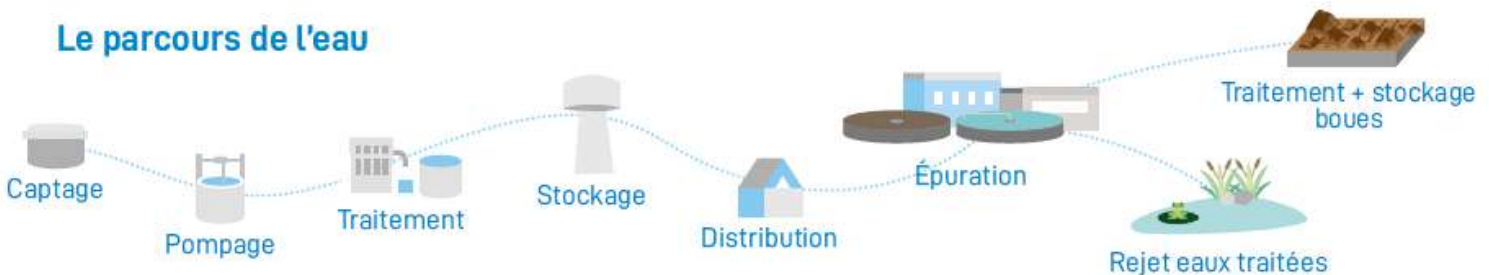 Le parcours de l'eau
Captage
Pompage
Traitement
Stockage
Distribution
Épuration
Traitement + stockage
boues
Rejet eaux traitées